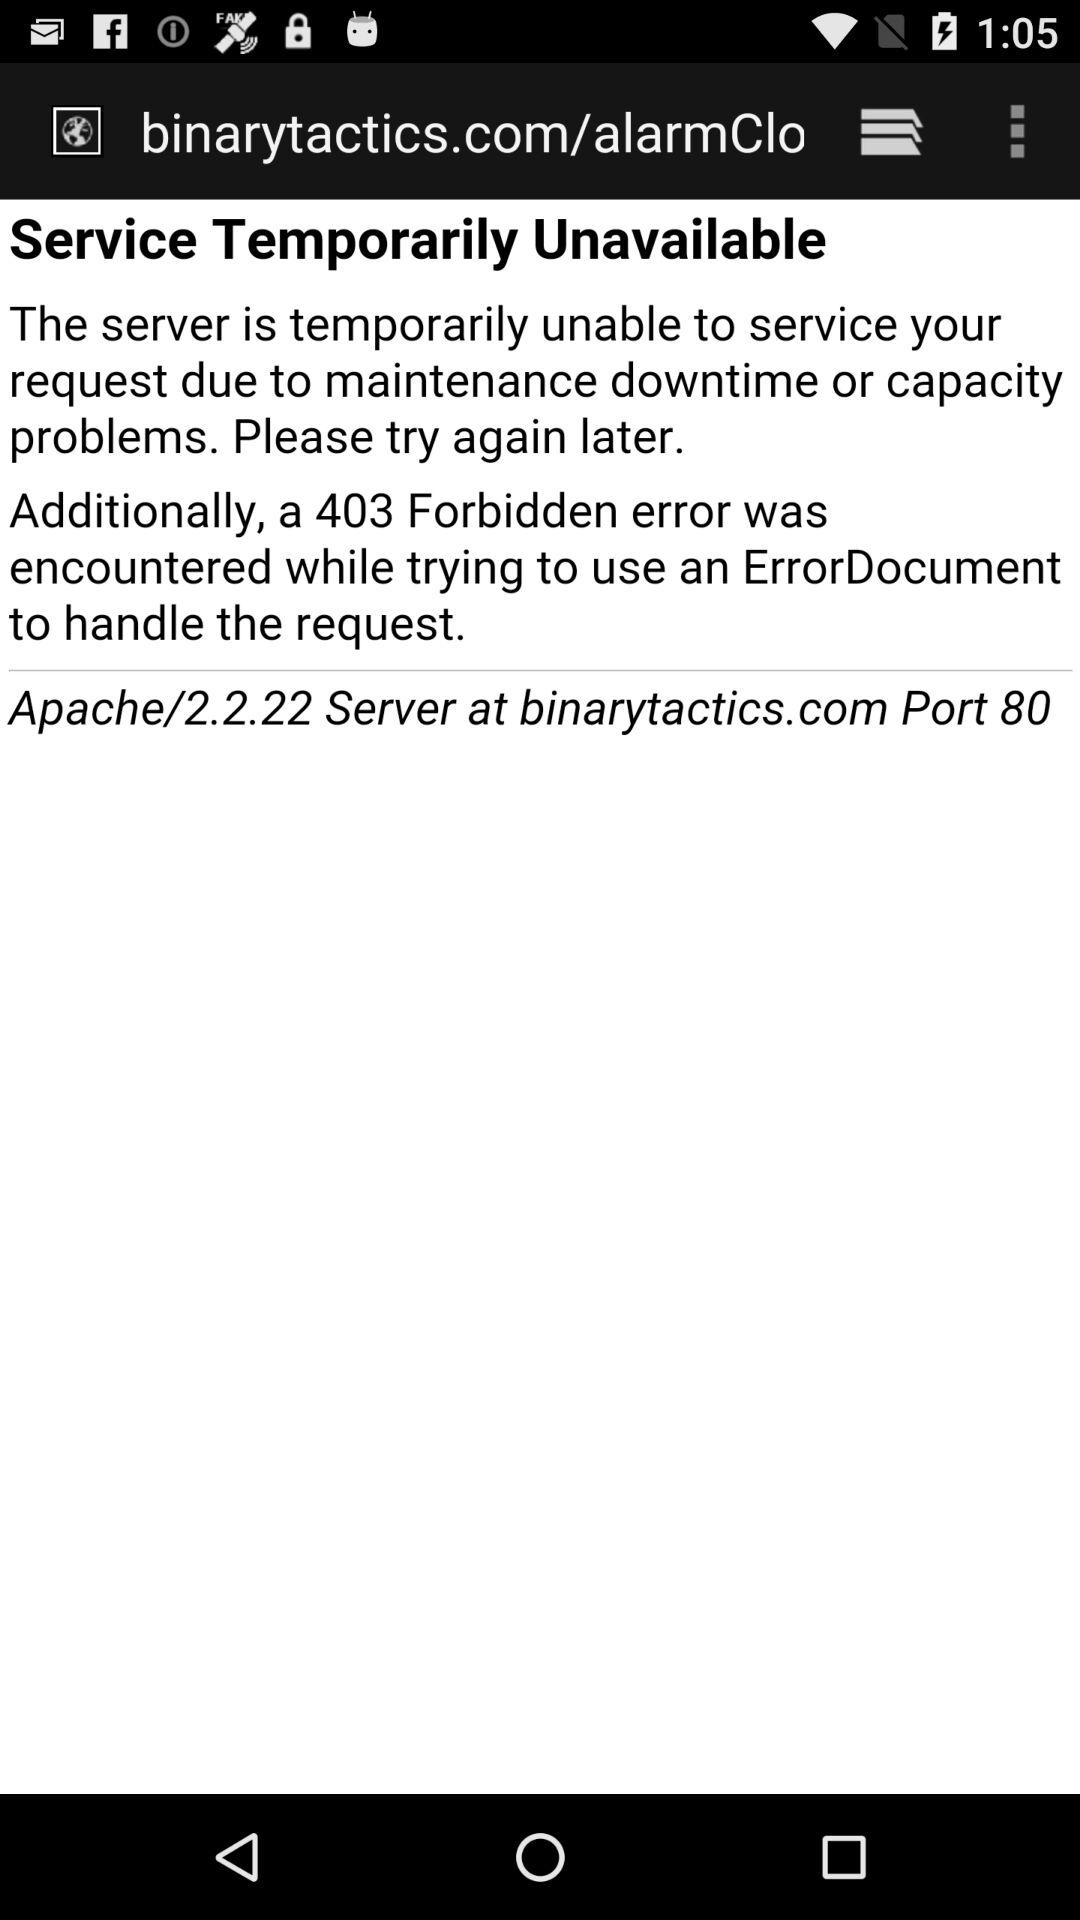 FAKE
1:05
binarytactics.com/alarmClo
Service Temporarily Unavailable
The server is temporarily unable to service your
request due to maintenance downtime or capacity
problems. Please try again later.
Additionally, a 403 Forbidden error was
encountered while trying to use an ErrorDocument
to handle the request.
Apache/2.2.22 Server at binarytactics.com Port 80